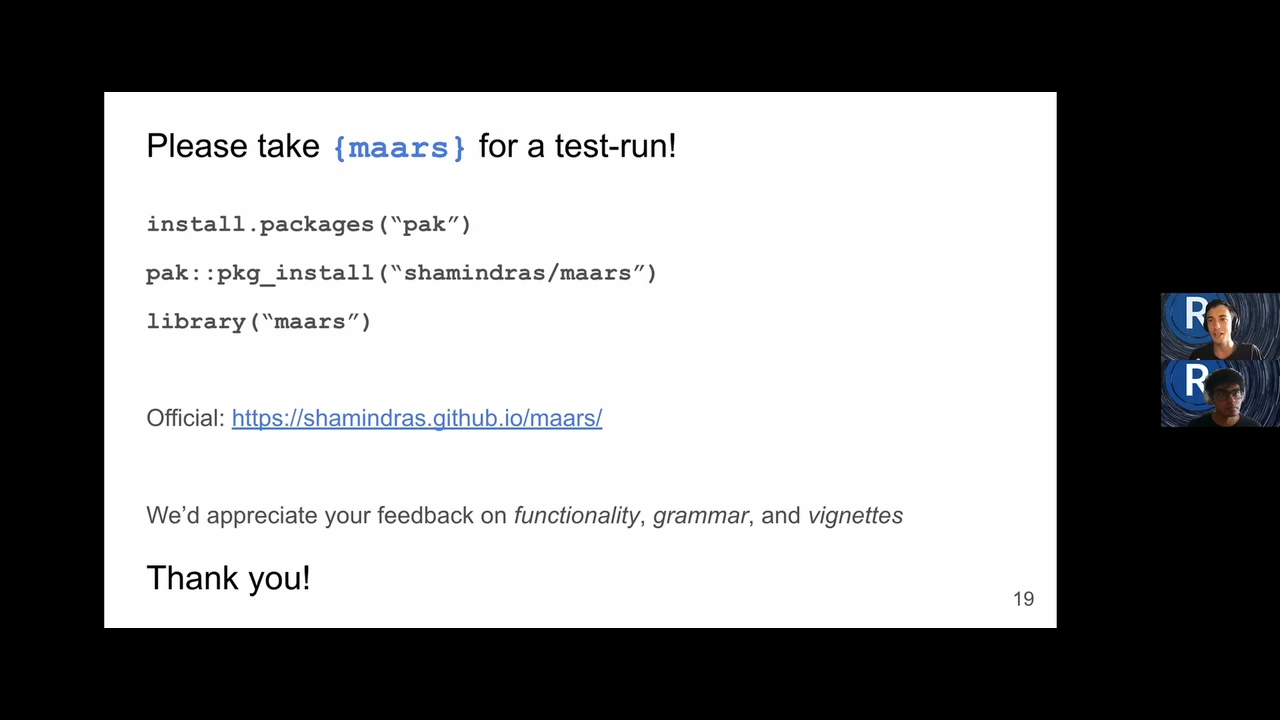 Please take {maars} for a test-run!
install.packages(“pak”)
pak::pkg_install(“shamindras/maars”)
library(“maars”)
Official: https://shamindras.github.io/maars/
We’d appreciate your feedback on functionality, grammar, and vignettes
Thank you!
19
R
R